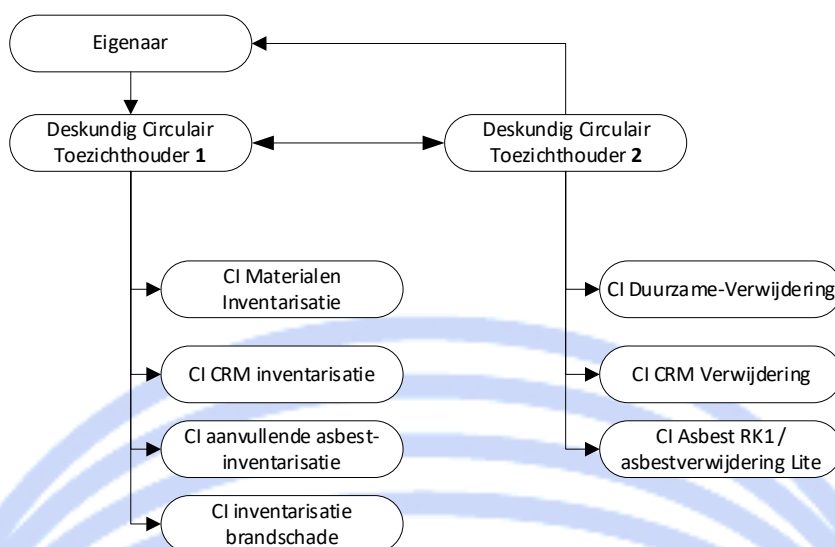 Eigenaar
Deskundig Circulair
Toezichthouder 1
Deskundig Circulair
Toezichthouder 2
CI Materialen
Inventarisatie
CI CRM inventarisatie
CI aanvullende asbest-
inventarisatie
CI inventarisatie
brandschade
CI Duurzame-Verwijdering
CI CRM Verwijdering
CI Asbest RK1/
asbestverwijdering Lite